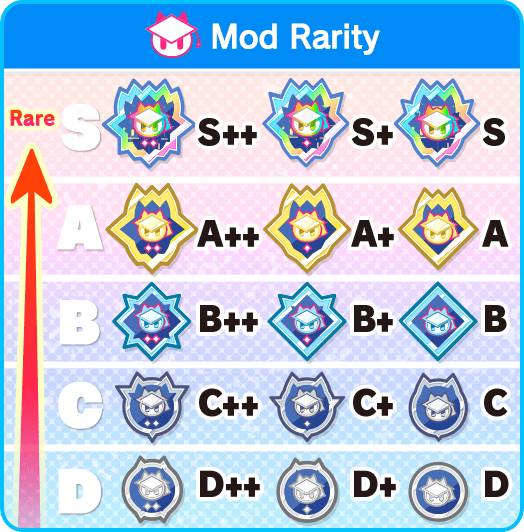 Mod Rarity
Rare
S S++ S+ S
A A++ A+ A
B B++ B+ B
C C++ C+ C
D D++ D+ D